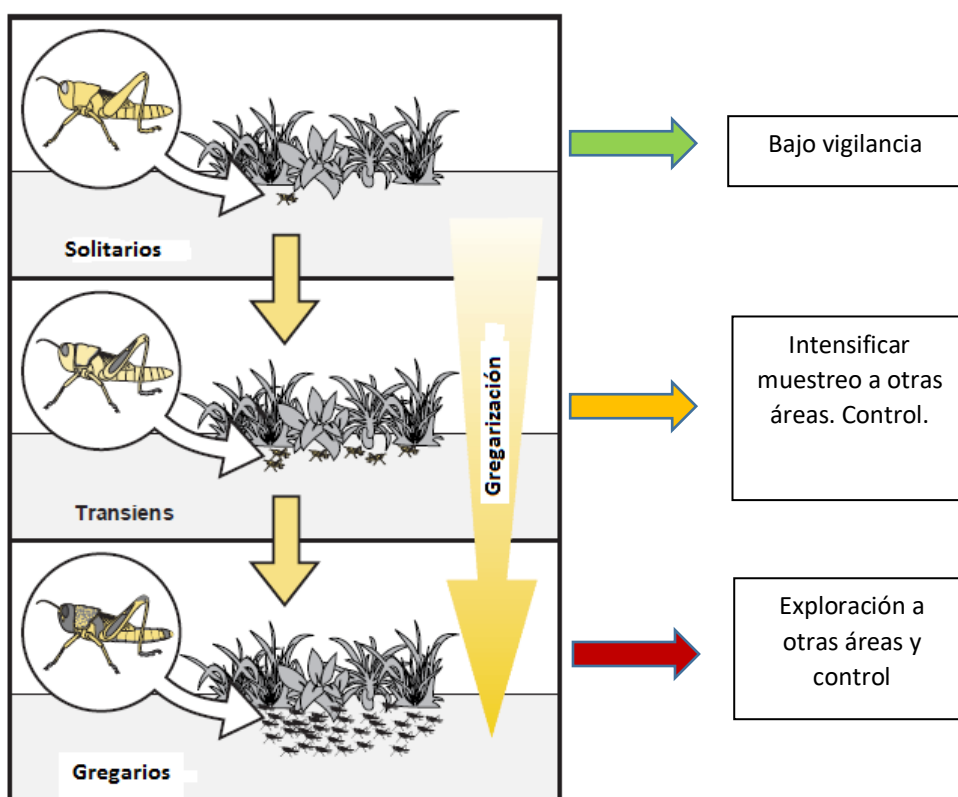 Solitarios
Bajo vigilancia
Transiens
Gregarización
Intensificar
muestreo a otras
áreas. Control.
Gregarios
Exploración a
otras áreas y
control